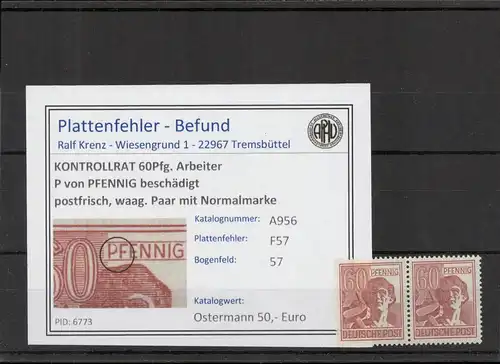 Plattenfehler - Befund
Ralf Krenz - Wiesengrund 1 - 22967 Tremsbüttel
KONTROLLRAT 60Pfg. Arbeiter
P von PFENNIG beschädigt
postfrisch, waag. Paar mit Normalmarke
60 PFENNIG
Katalognummer: A956
Plattenfehler: F57
Bogenfeld: 57
Katalogwert:
Ostermann 50,- Euro
PID: 6773
60 PFENNIG
DEUTSCHE POST
60 PFENNIG
DEUTSCHE POST